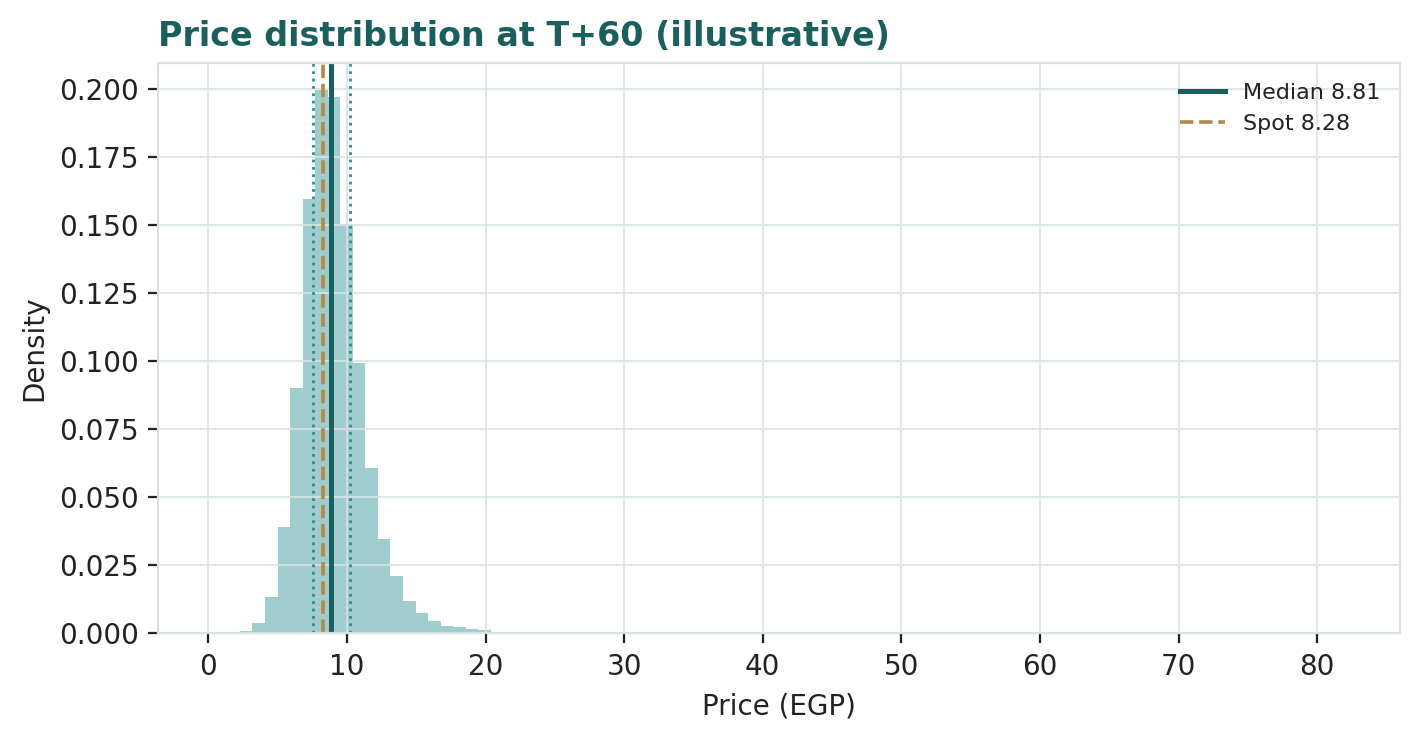 Price distribution at T+60 (illustrative)
Median 8.81
Spot 8.28
Density
0.200
0.175
0.150
0.125
0.100
0.075
0.050
0.025
0.000
0 10 20 30 40 50 60 70 80
Price (EGP)